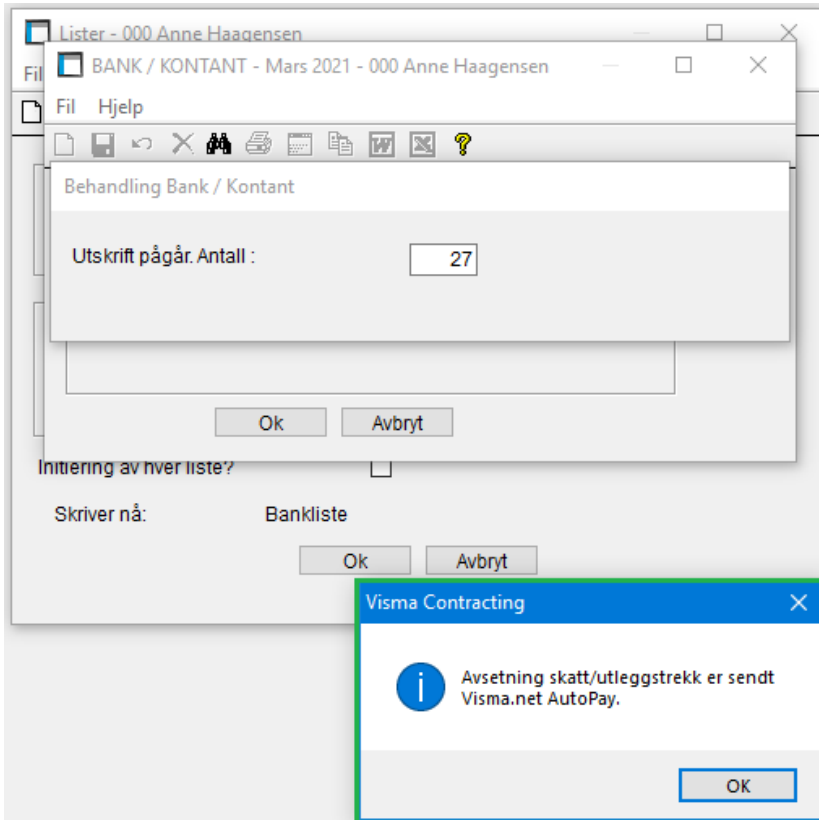 Lister - 000 Anne Haagensen
BANK / KONTANT - Mars 2021 - 000 Anne Haagensen
Fil
Fil Hjelp
Behandling Bank / Kontant
Utskrift pågår. Antall : 27
Ok Avbryt
Initiering av hver liste?
Skriver nå: Bankliste
Ok Avbryt
Visma Contracting
Avsetning skatt/utleggstrekk er sendt
Visma.net AutoPay.
OK